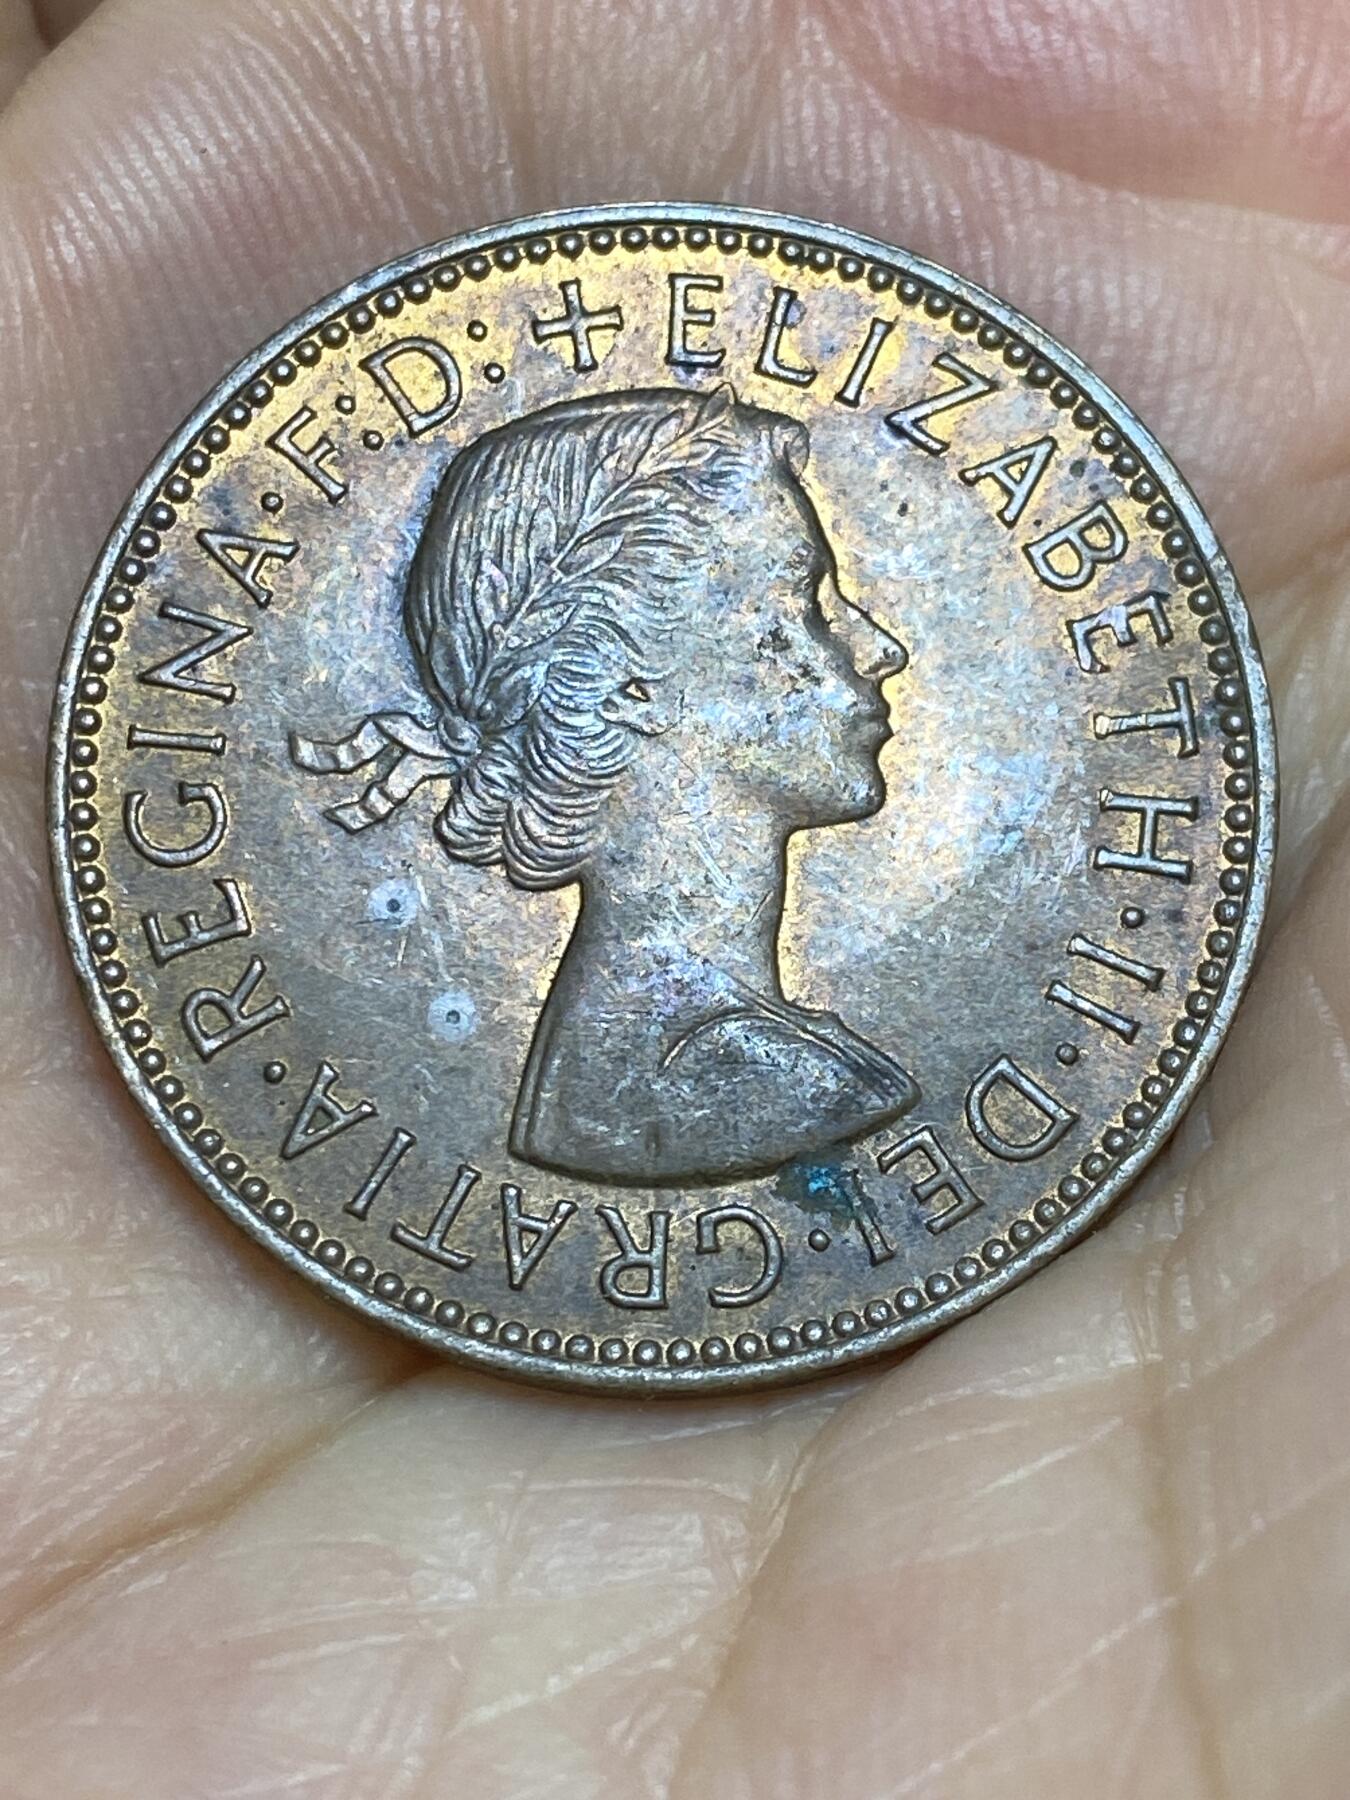 + ELIZABETH · II · DEI · GRATIA · REGINA · F : D :